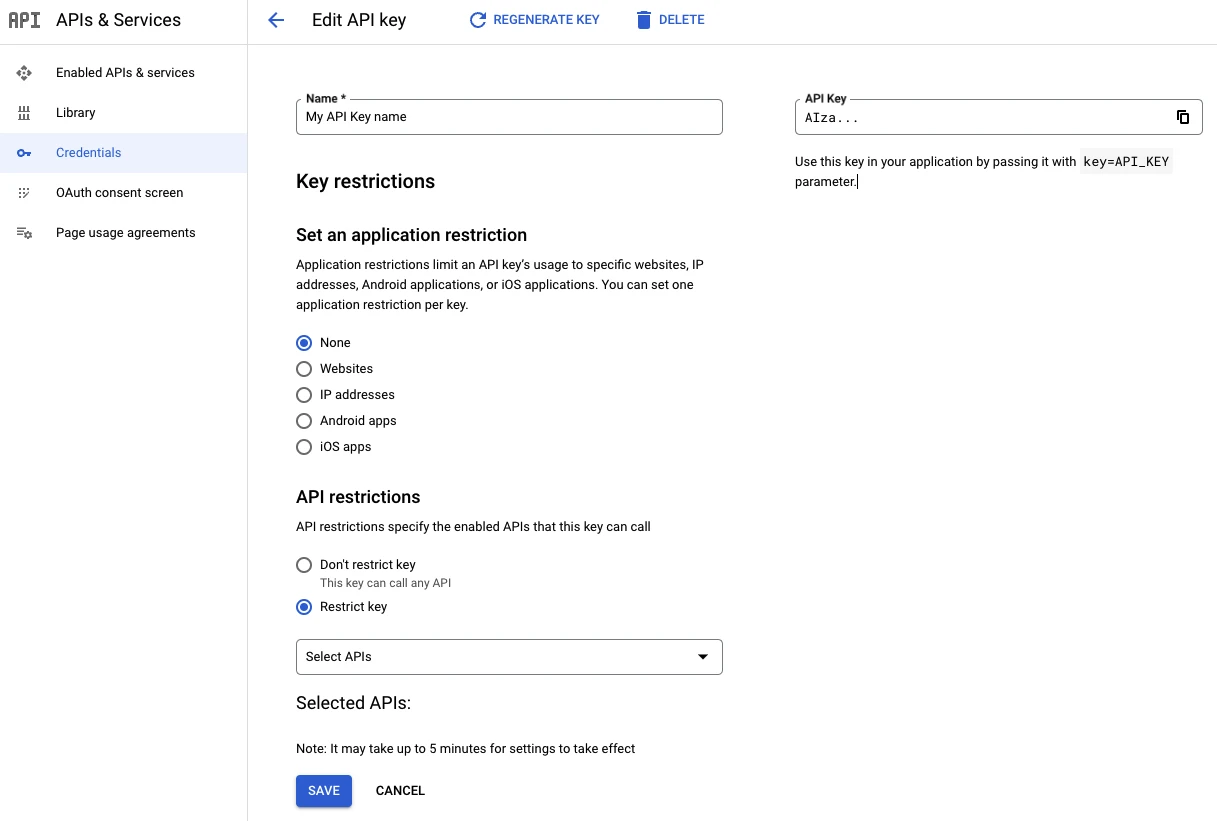 API APIs & Services
Edit API key
REGENERATE KEY
DELETE
Enabled APIs & services
Library
Credentials
OAuth consent screen
Page usage agreements
Name *
My API Key name
API Key
AIza...
Use this key in your application by passing it with key=API_KEY
parameter.
Key restrictions
Set an application restriction
Application restrictions limit an API key’s usage to specific websites, IP
addresses, Android applications, or iOS applications. You can set one
application restriction per key.
None
Websites
IP addresses
Android apps
iOS apps
API restrictions
API restrictions specify the enabled APIs that this key can call
Don't restrict key
This key can call any API
Restrict key
Select APIs
Selected APIs:
Note: It may take up to 5 minutes for settings to take effect
SAVE
CANCEL